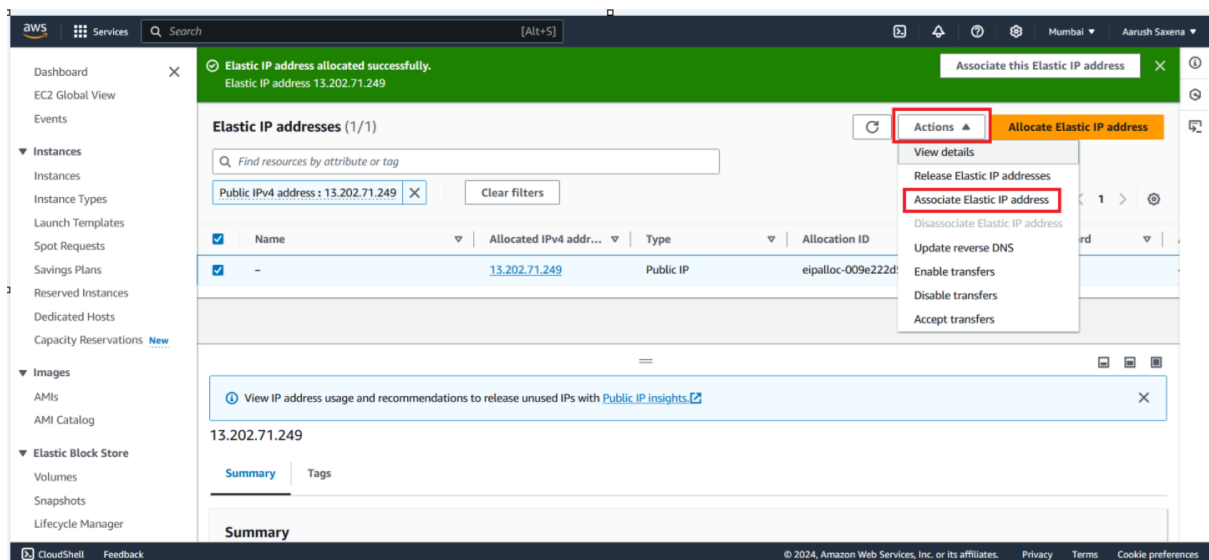 aws Services Search [Alt+S] Mumbai Aarush Saxena
Dashboard
EC2 Global View
Events
Instances
Instances
Instance Types
Launch Templates
Spot Requests
Savings Plans
Reserved Instances
Dedicated Hosts
Capacity Reservations New
Images
AMIs
AMI Catalog
Elastic Block Store
Volumes
Snapshots
Lifecycle Manager
Elastic IP address allocated successfully.
Elastic IP address 13.202.71.249
Associate this Elastic IP address
Elastic IP addresses (1/1)
Actions
Allocate Elastic IP address
Find resources by attribute or tag
Public IPv4 address : 13.202.71.249
Clear filters
1
View details
Release Elastic IP addresses
Associate Elastic IP address
Disassociate Elastic IP address
Update reverse DNS
Enable transfers
Disable transfers
Accept transfers
Name Allocated IPv4 addr... Type Allocation ID
– 13.202.71.249 Public IP
View IP address usage and recommendations to release unused IPs with Public IP insights.
13.202.71.249
Summary Tags
Summary
CloudShell Feedback © 2024, Amazon Web Services, Inc. or its affiliates. Privacy Terms Cookie preferences